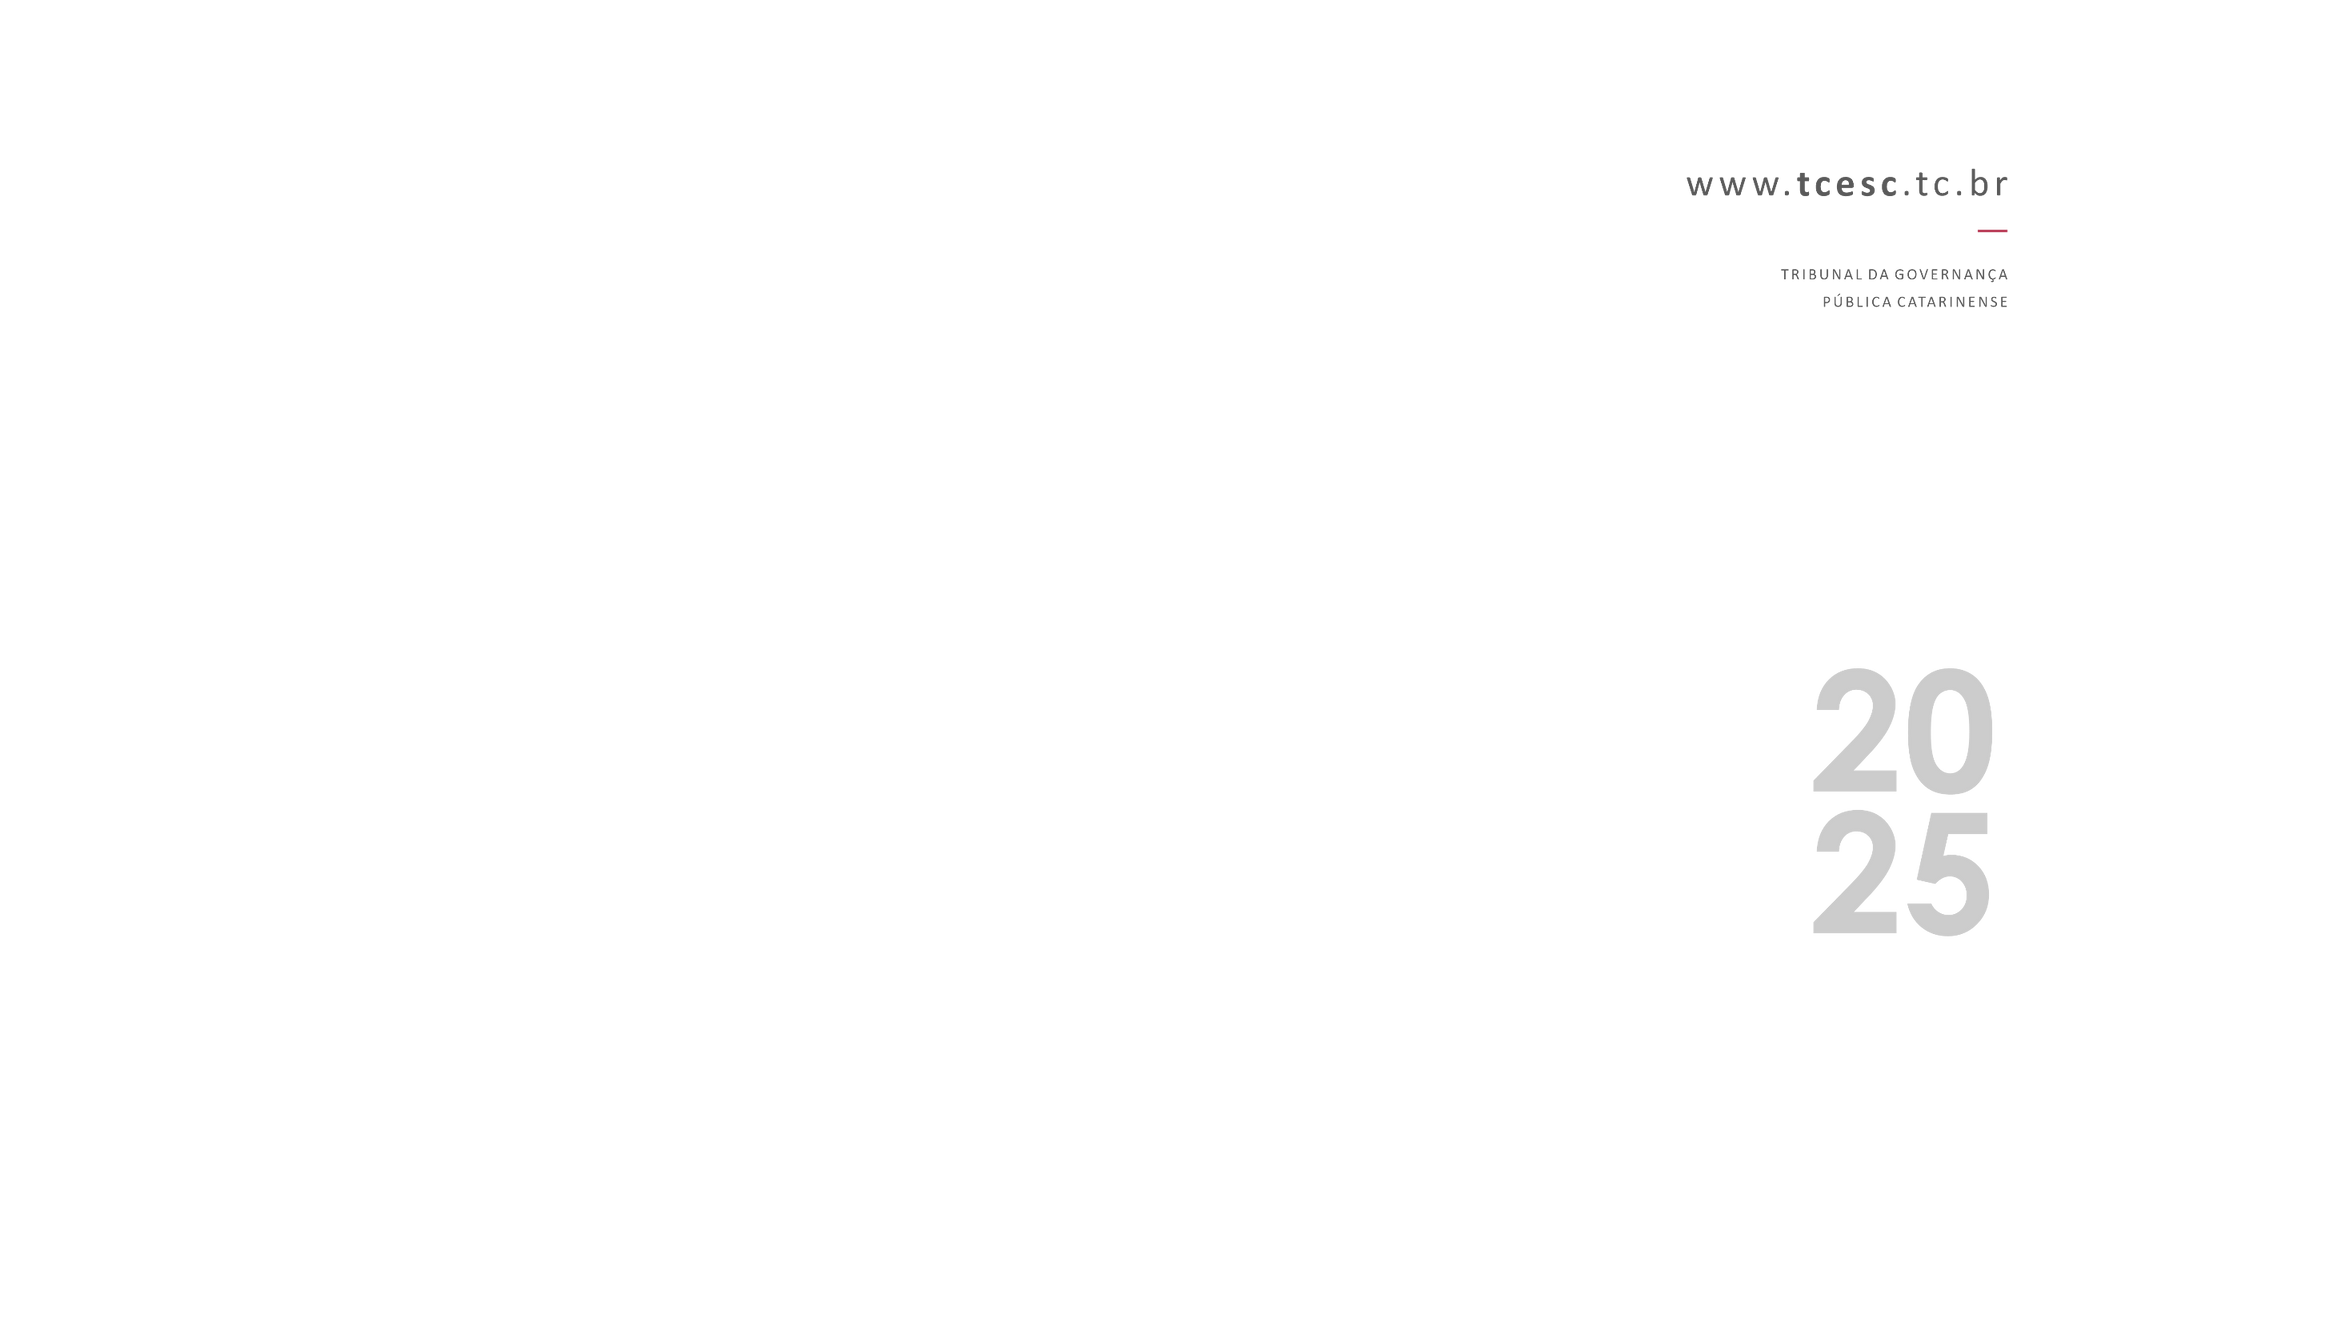 www.tcesc.tc.br
TRIBUNAL DA GOVERNANÇA
PÚBLICA CATARINENSE
20
25